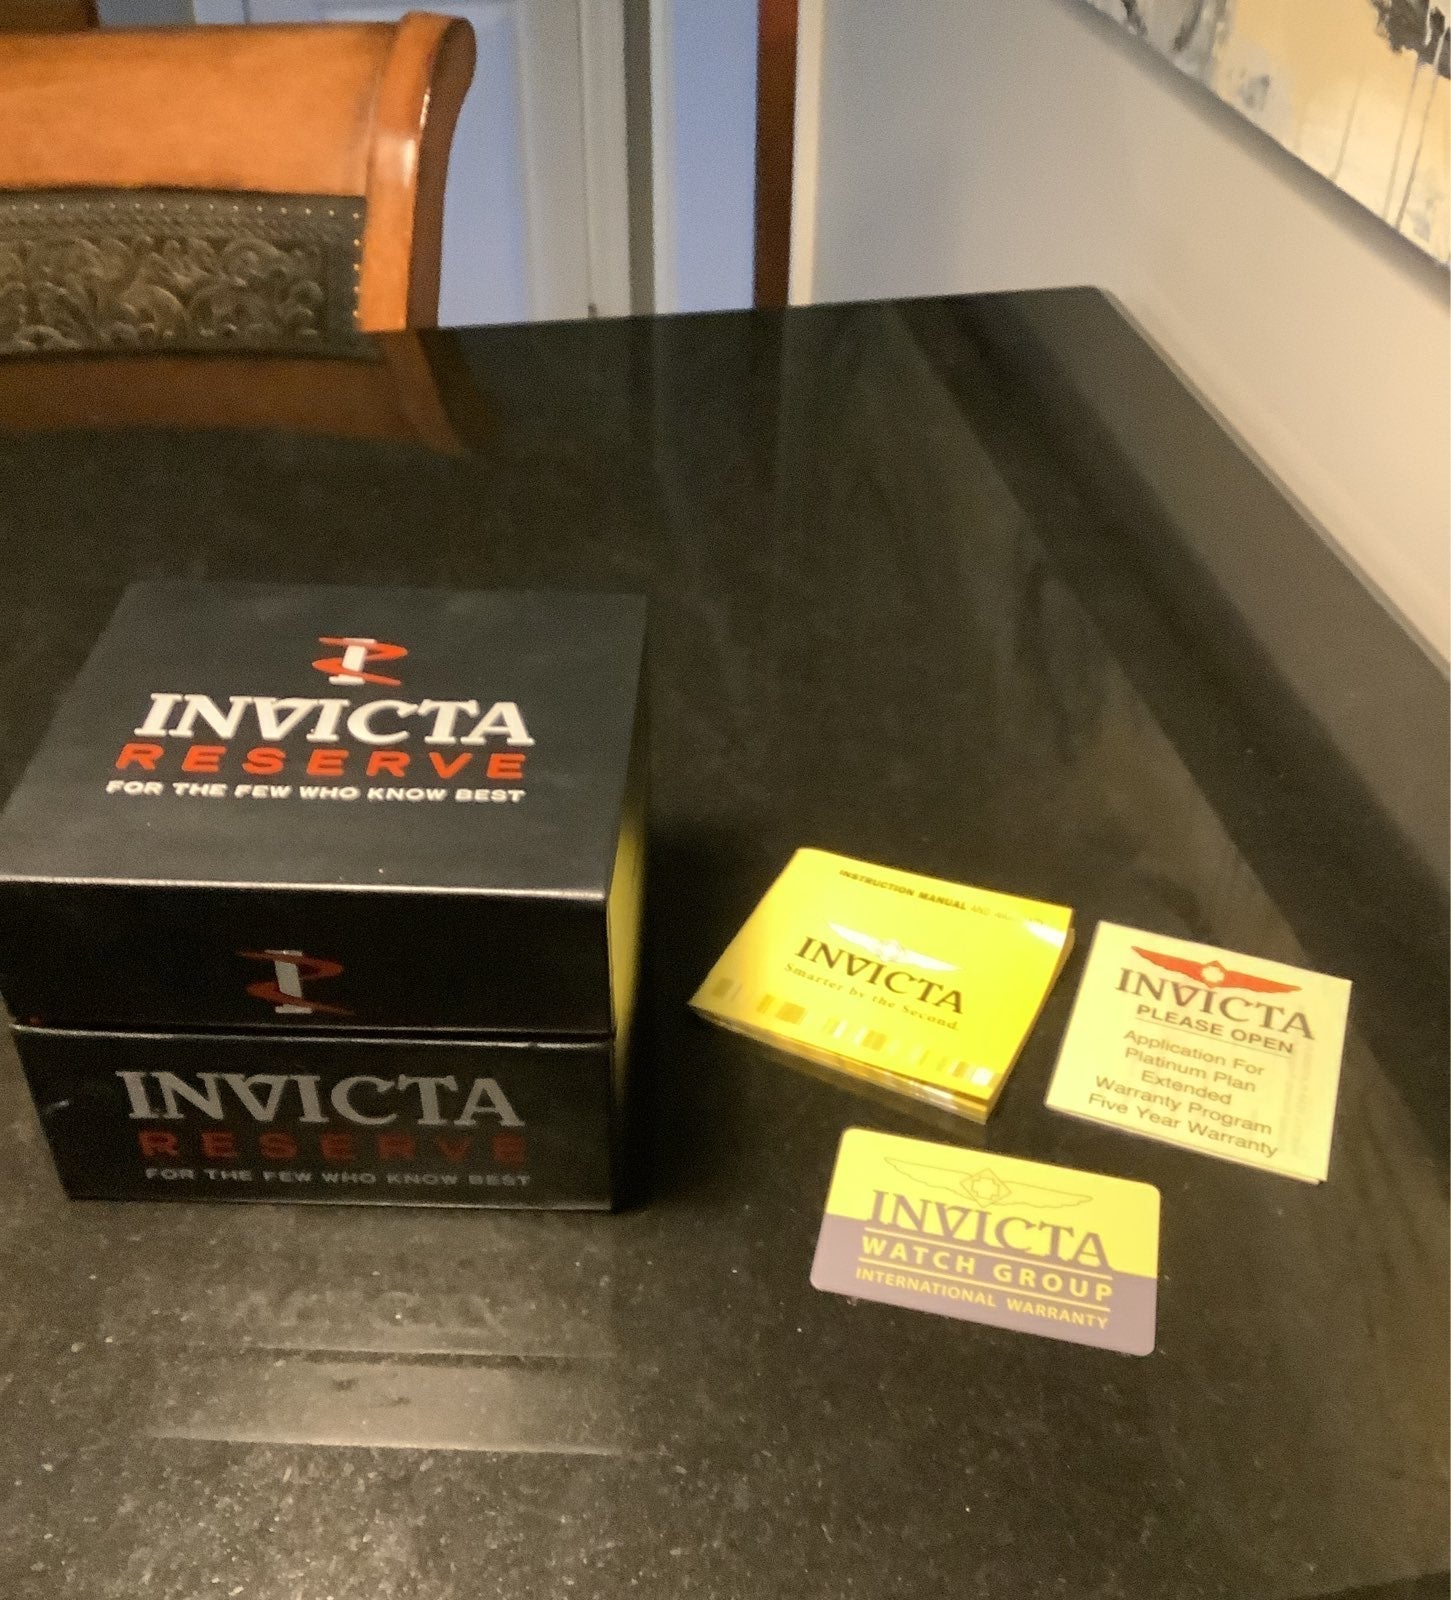 INVICTA
RESERVE
FOR THE FEW WHO KNOW BEST
INVICTA
RESERVE
FOR THE FEW WHO KNOW BEST
INSTRUCTION MANUAL AND
INVICTA
Smarter by the Second.
INVICTA
PLEASE OPEN
Application For
Platinum Plan
Extended
Warranty Program
Five Year Warranty
INVICTA
WATCH GROUP
INTERNATIONAL WARRANTY